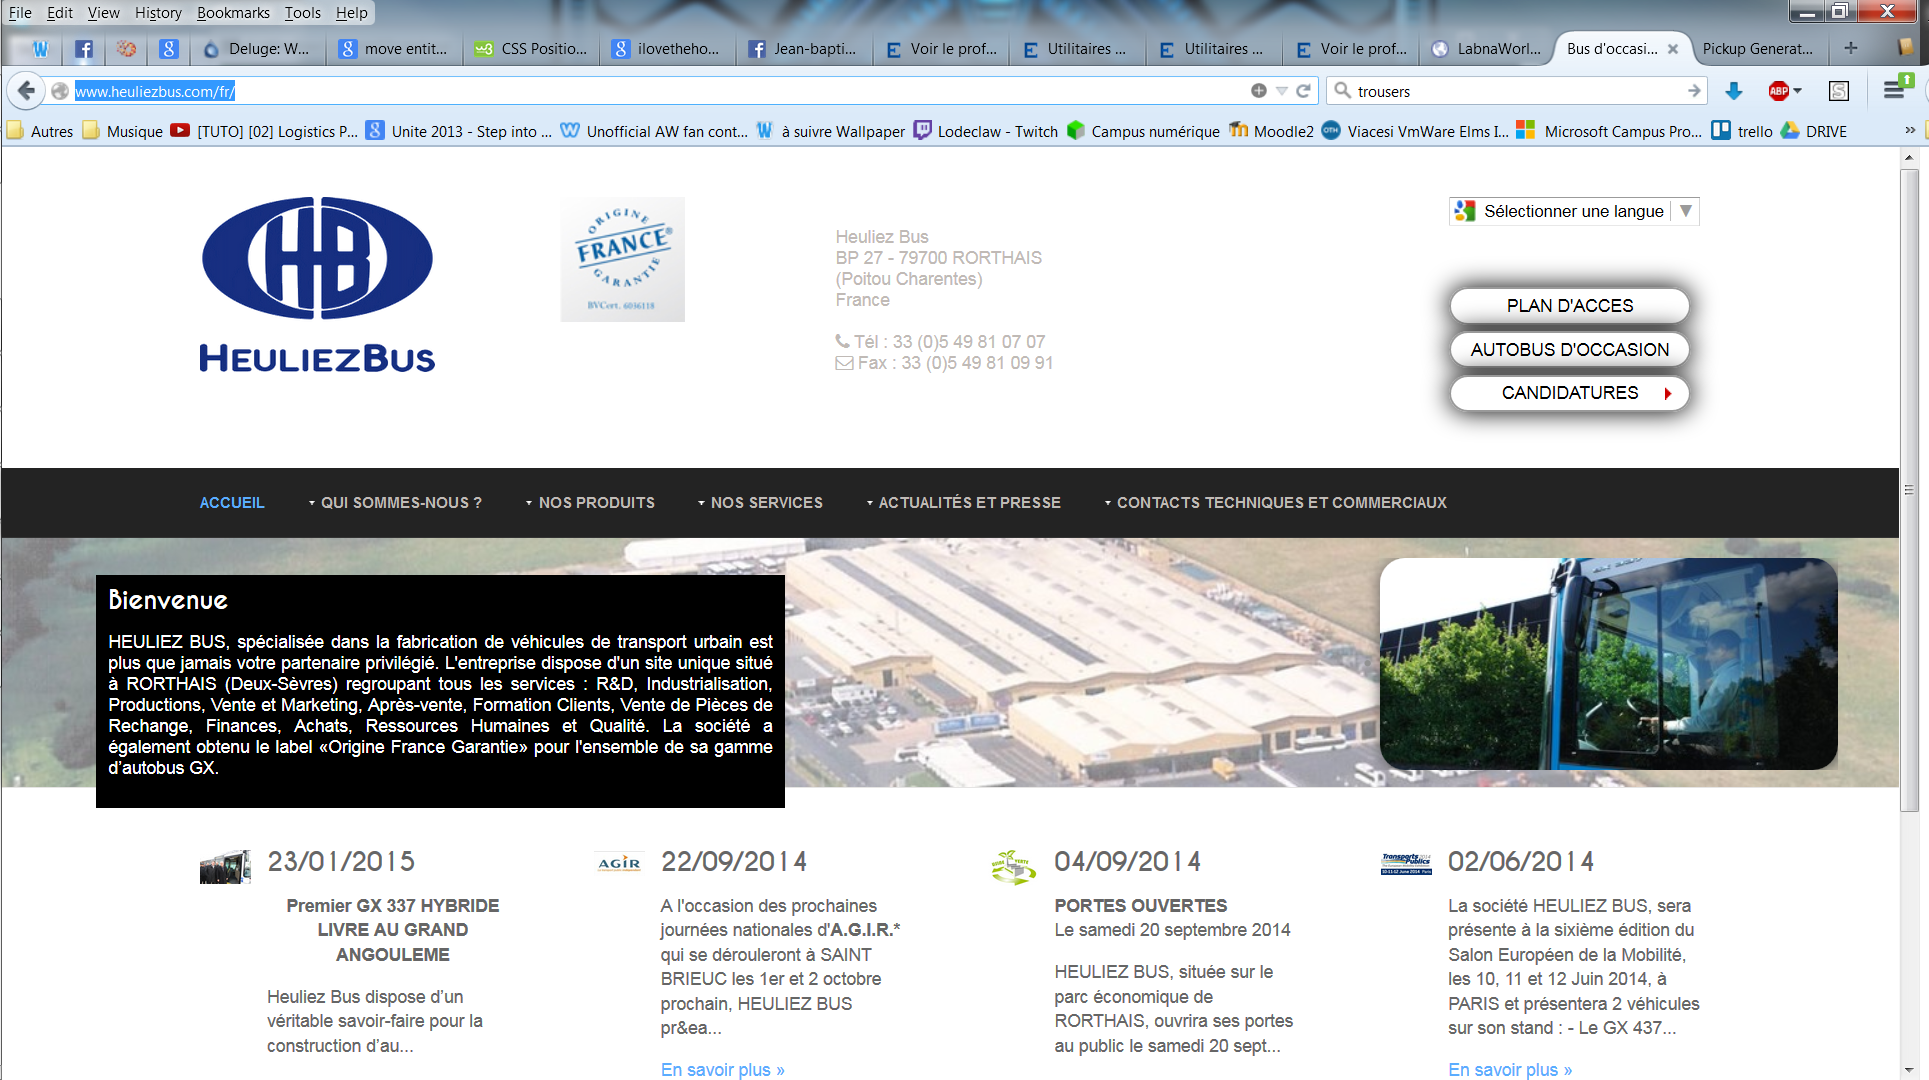 File Edit View History Bookmarks Tools Help
Deluge: W... move entit... CSS Positio... ilovetheho... Jean-bapti... Voir le prof... Utilitaires ... Utilitaires ... Voir le prof... LabnaWorl... Bus d'occasi... Pickup Generat...
www.heuliezbus.com/fr/ trousers
Autres Musique [TUTO] [02] Logistics P... Unite 2013 - Step into ... Unofficial AW fan cont... à suivre Wallpaper Lodeclaw - Twitch Campus numérique Moodle2 Viacesi VmWare Elms I... Microsoft Campus Pro... trello DRIVE
HB
HEULIEZBUS
ORIGINE
FRANCE®
GARANTIE
BVCert. 6036118
Heuliez Bus
BP 27 - 79700 RORTHAIS
(Poitou Charentes)
France
Tél : 33 (0)5 49 81 07 07
Fax : 33 (0)5 49 81 09 91
Sélectionner une langue
PLAN D'ACCES
AUTOBUS D'OCCASION
CANDIDATURES
ACCUEIL QUI SOMMES-NOUS ? NOS PRODUITS NOS SERVICES ACTUALITÉS ET PRESSE CONTACTS TECHNIQUES ET COMMERCIAUX
Bienvenue
HEULIEZ BUS, spécialisée dans la fabrication de véhicules de transport urbain est
plus que jamais votre partenaire privilégié. L'entreprise dispose d'un site unique situé
à RORTHAIS (Deux-Sèvres) regroupant tous les services : R&D, Industrialisation,
Productions, Vente et Marketing, Après-vente, Formation Clients, Vente de Pièces de
Rechange, Finances, Achats, Ressources Humaines et Qualité. La société a
également obtenu le label «Origine France Garantie» pour l'ensemble de sa gamme
d'autobus GX.
23/01/2015
Premier GX 337 HYBRIDE
LIVRE AU GRAND
ANGOULEME
Heuliez Bus dispose d'un
véritable savoir-faire pour la
construction d'au...
AGIR
22/09/2014
A l'occasion des prochaines
journées nationales d'A.G.I.R.*
qui se dérouleront à SAINT
BRIEUC les 1er et 2 octobre
prochain, HEULIEZ BUS
pr&ea...
En savoir plus »
04/09/2014
PORTES OUVERTES
Le samedi 20 septembre 2014
HEULIEZ BUS, située sur le
parc économique de
RORTHAIS, ouvrira ses portes
au public le samedi 20 sept...
Transports
Publics
02/06/2014
La société HEULIEZ BUS, sera
présente à la sixième édition du
Salon Européen de la Mobilité,
les 10, 11 et 12 Juin 2014, à
PARIS et présentera 2 véhicules
sur son stand : - Le GX 437...
En savoir plus »